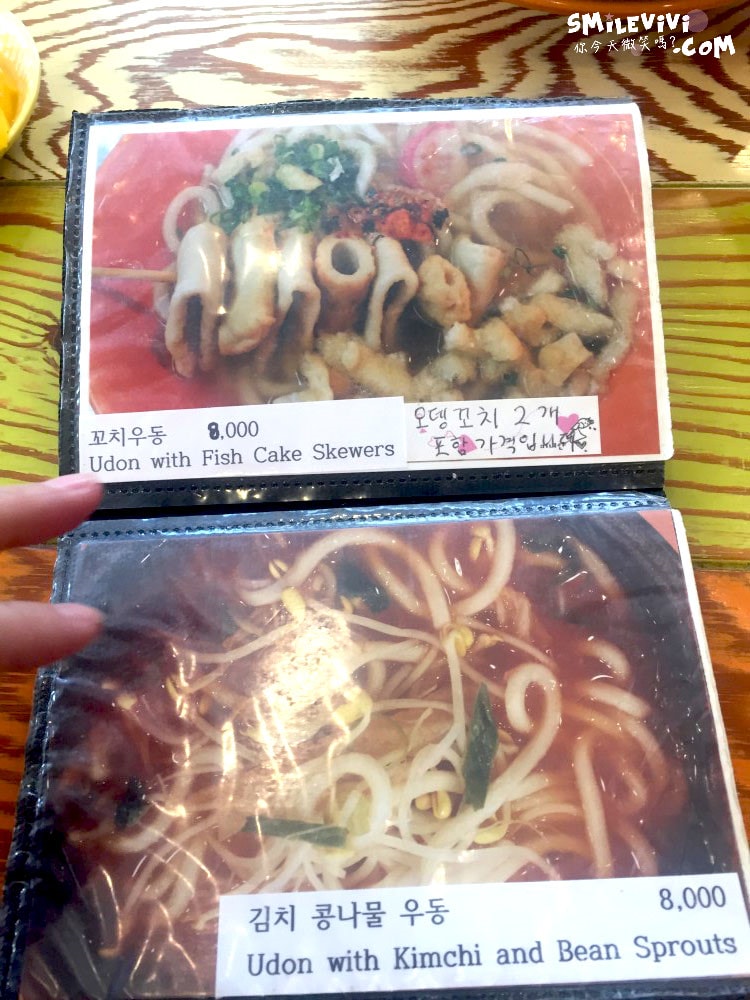 SMiLEViVi
你今天微笑嗎?.COM
꼬치우동 8,000
Udon with Fish Cake Skewers
오뎅꼬치 2개
포함 가격입니다
김치 콩나물 우동 8,000
Udon with Kimchi and Bean Sprouts